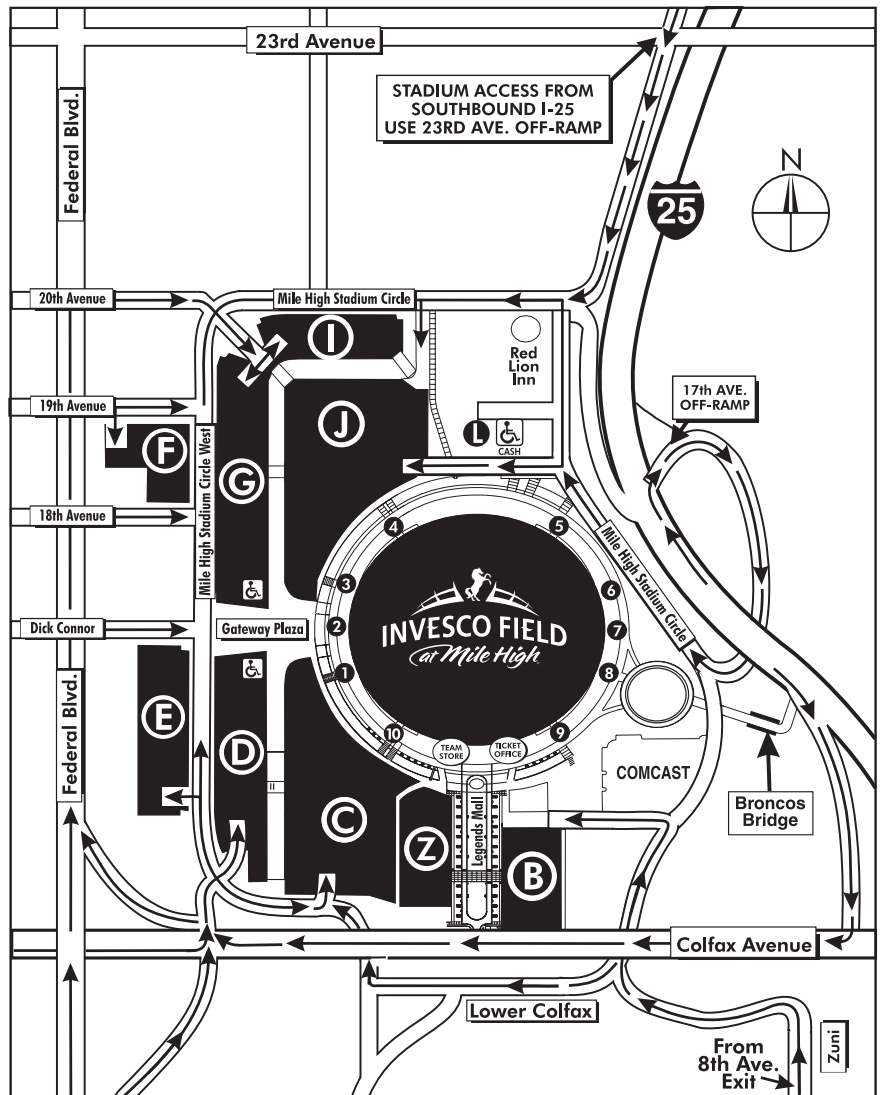 23rd Avenue
STADIUM ACCESS FROM
SOUTHBOUND I-25
USE 23RD AVE. OFF-RAMP
Federal Blvd.
N
25
20th Avenue
Mile High Stadium Circle
I
Red
Lion
Inn
17th AVE.
OFF-RAMP
19th Avenue
J
L
CASH
F
G
Mile High Stadium Circle West
18th Avenue
4
5
Mile High Stadium Circle
3
6
INVESCO FIELD
at Mile High
Dick Connor
Gateway Plaza
2
7
1
8
E
D
Federal Blvd.
10
9
TEAM
STORE
TICKET
OFFICE
COMCAST
Broncos
Bridge
C
Z
Legends Mall
B
Colfax Avenue
Lower Colfax
From
8th Ave.
Exit
Zuni